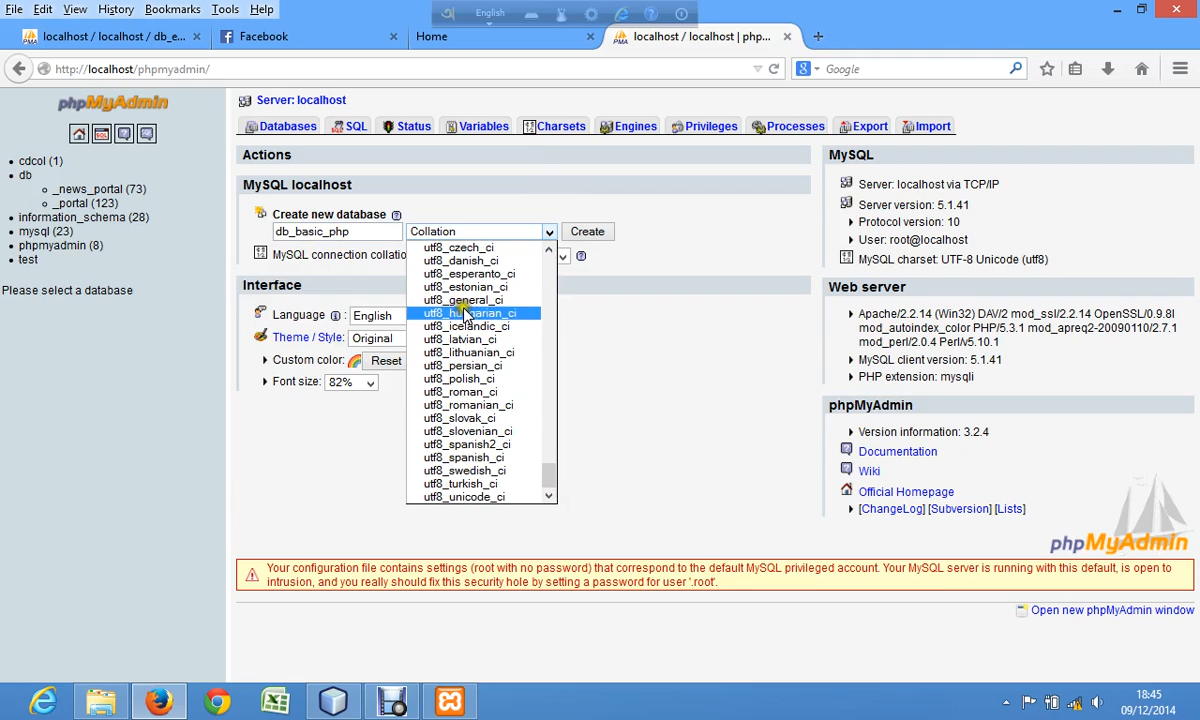 File Edit View History Bookmarks Tools Help
English
localhost / localhost / db_e...
Facebook
Home
localhost / localhost | php...
http://localhost/phpmyadmin/
Google
phpMyAdmin
cdcol (1)
db
_news_portal (73)
_portal (123)
information_schema (28)
mysql (23)
phpmyadmin (8)
test
Please select a database
Server: localhost
Databases SQL Status Variables Charsets Engines Privileges Processes Export Import
Actions
MySQL localhost
Create new database
db_basic_php
Collation
Create
MySQL connection collatio
utf8_czech_ci
utf8_danish_ci
utf8_esperanto_ci
utf8_estonian_ci
utf8_general_ci
utf8_hungarian_ci
utf8_icelandic_ci
utf8_latvian_ci
utf8_lithuanian_ci
utf8_persian_ci
utf8_polish_ci
utf8_roman_ci
utf8_romanian_ci
utf8_slovak_ci
utf8_slovenian_ci
utf8_spanish2_ci
utf8_spanish_ci
utf8_swedish_ci
utf8_turkish_ci
utf8_unicode_ci
Interface
Language : English
Theme / Style: Original
Custom color: Reset
Font size: 82%
MySQL
Server: localhost via TCP/IP
Server version: 5.1.41
Protocol version: 10
User: root@localhost
MySQL charset: UTF-8 Unicode (utf8)
Web server
Apache/2.2.14 (Win32) DAV/2 mod_ssl/2.2.14 OpenSSL/0.9.8l
mod_autoindex_color PHP/5.3.1 mod_apreq2-20090110/2.7.1
mod_perl/2.0.4 Perl/v5.10.1
MySQL client version: 5.1.41
PHP extension: mysqli
phpMyAdmin
Version information: 3.2.4
Documentation
Wiki
Official Homepage
[ChangeLog] [Subversion] [Lists]
phpMyAdmin
Your configuration file contains settings (root with no password) that correspond to the default MySQL privileged account. Your MySQL server is running with this default, is open to
intrusion, and you really should fix this security hole by setting a password for user '.root'.
Open new phpMyAdmin window
18:45
09/12/2014